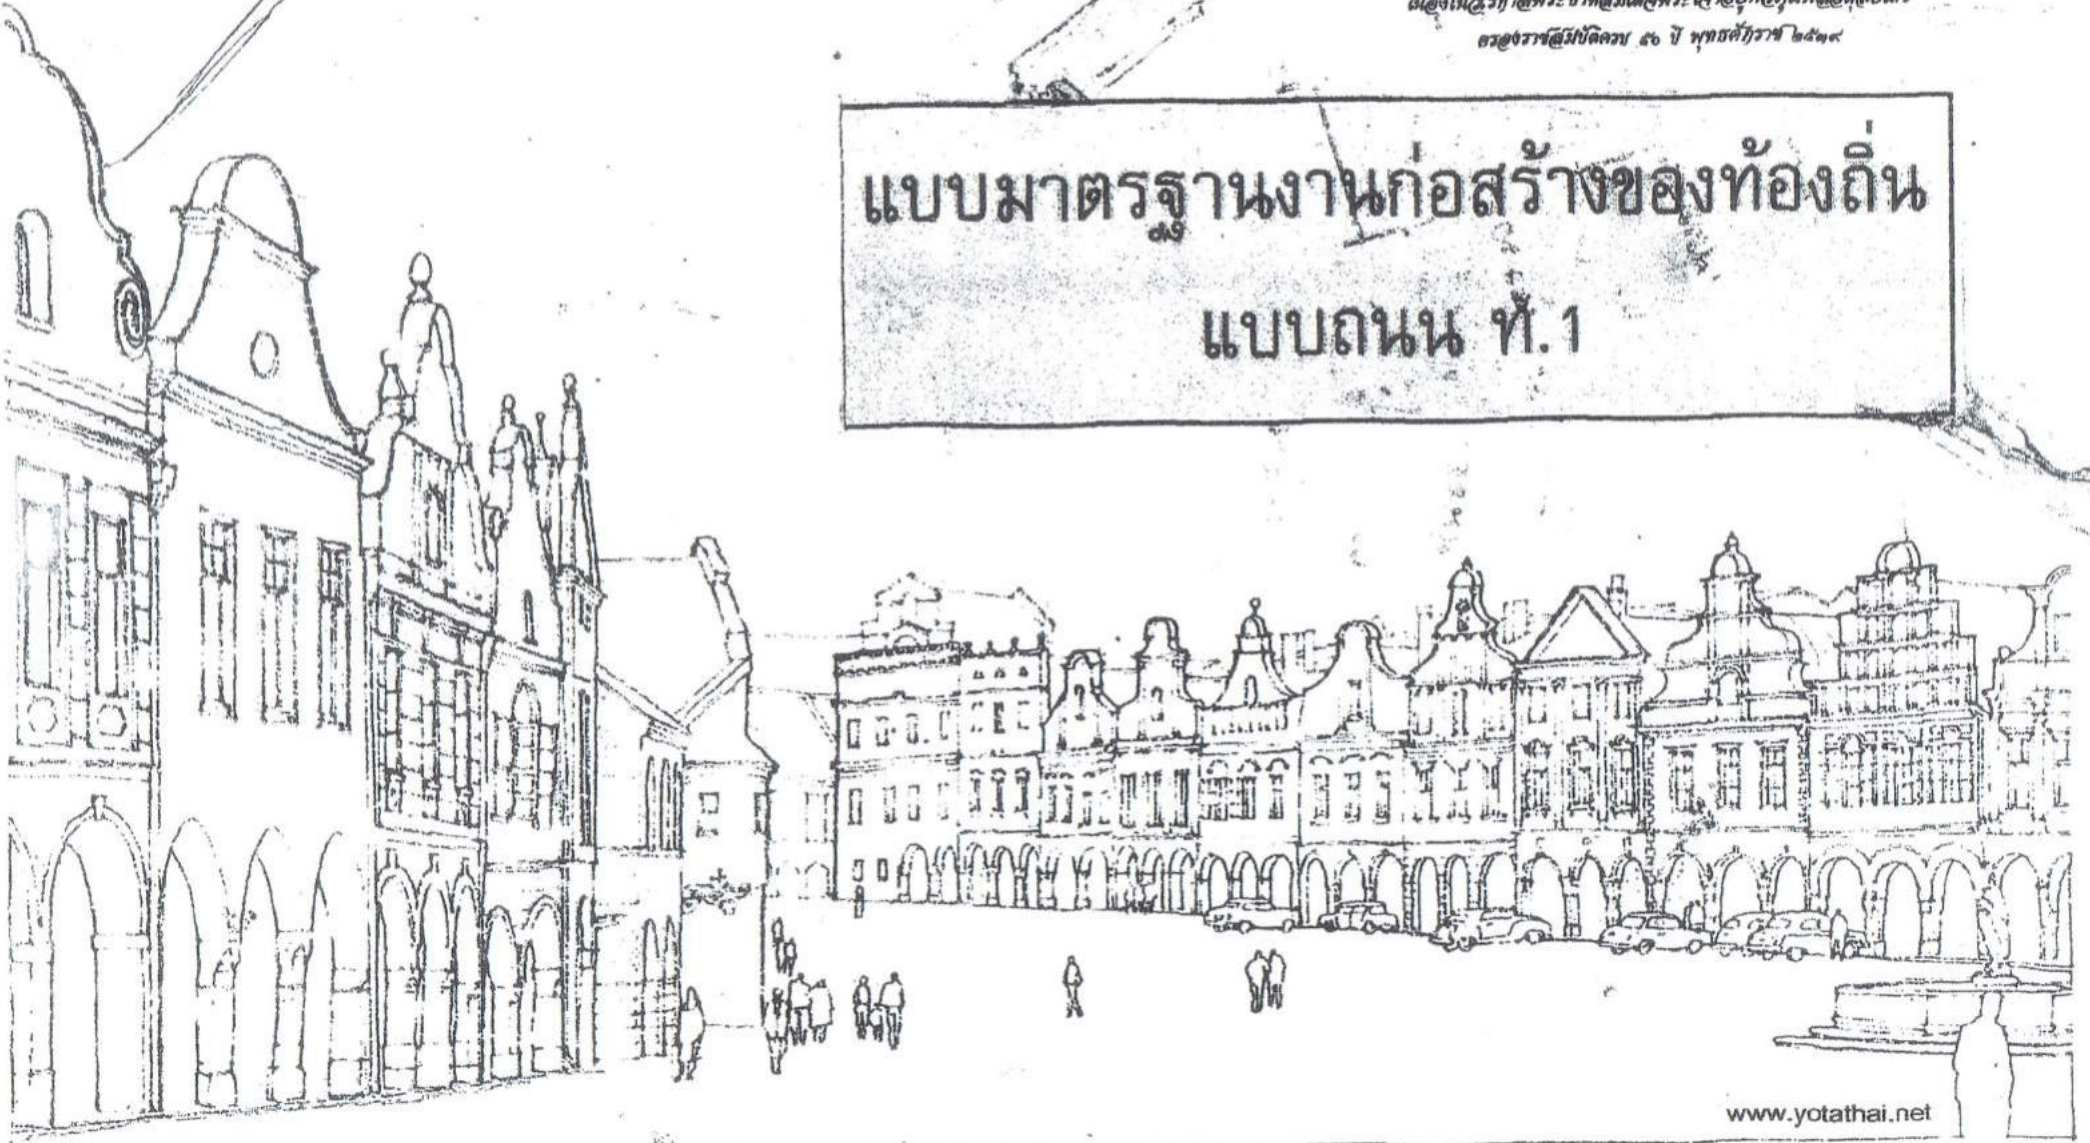 ครองราชสมบัติครบ ๕๐ ปี พุทธศักราช ๒๕๓๙
แบบมาตรฐานงานก่อสร้างของท้องถิ่น
แบบถนน ท.1
www.yotathai.net